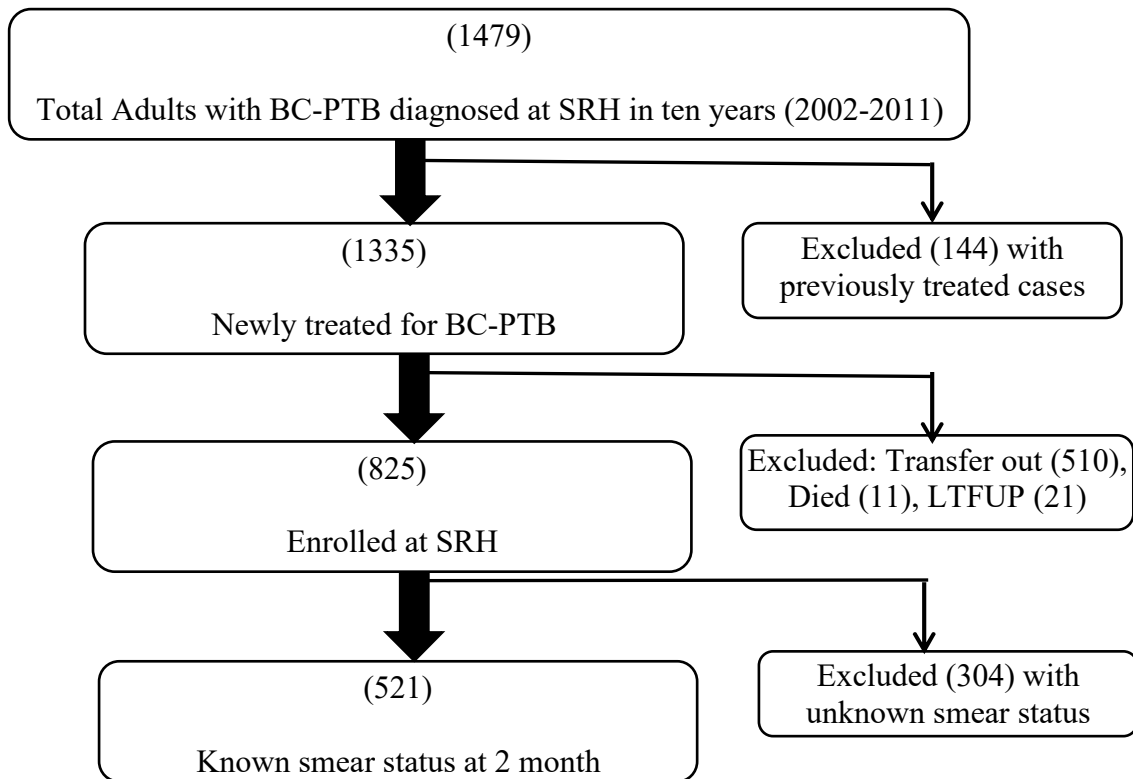 (1479)
Total Adults with BC-PTB diagnosed at SRH in ten years (2002-2011)
(1335)
Newly treated for BC-PTB
Excluded (144) with
previously treated cases
(825)
Enrolled at SRH
Excluded: Transfer out (510),
Died (11), LTFUP (21)
(521)
Known smear status at 2 month
Excluded (304) with
unknown smear status